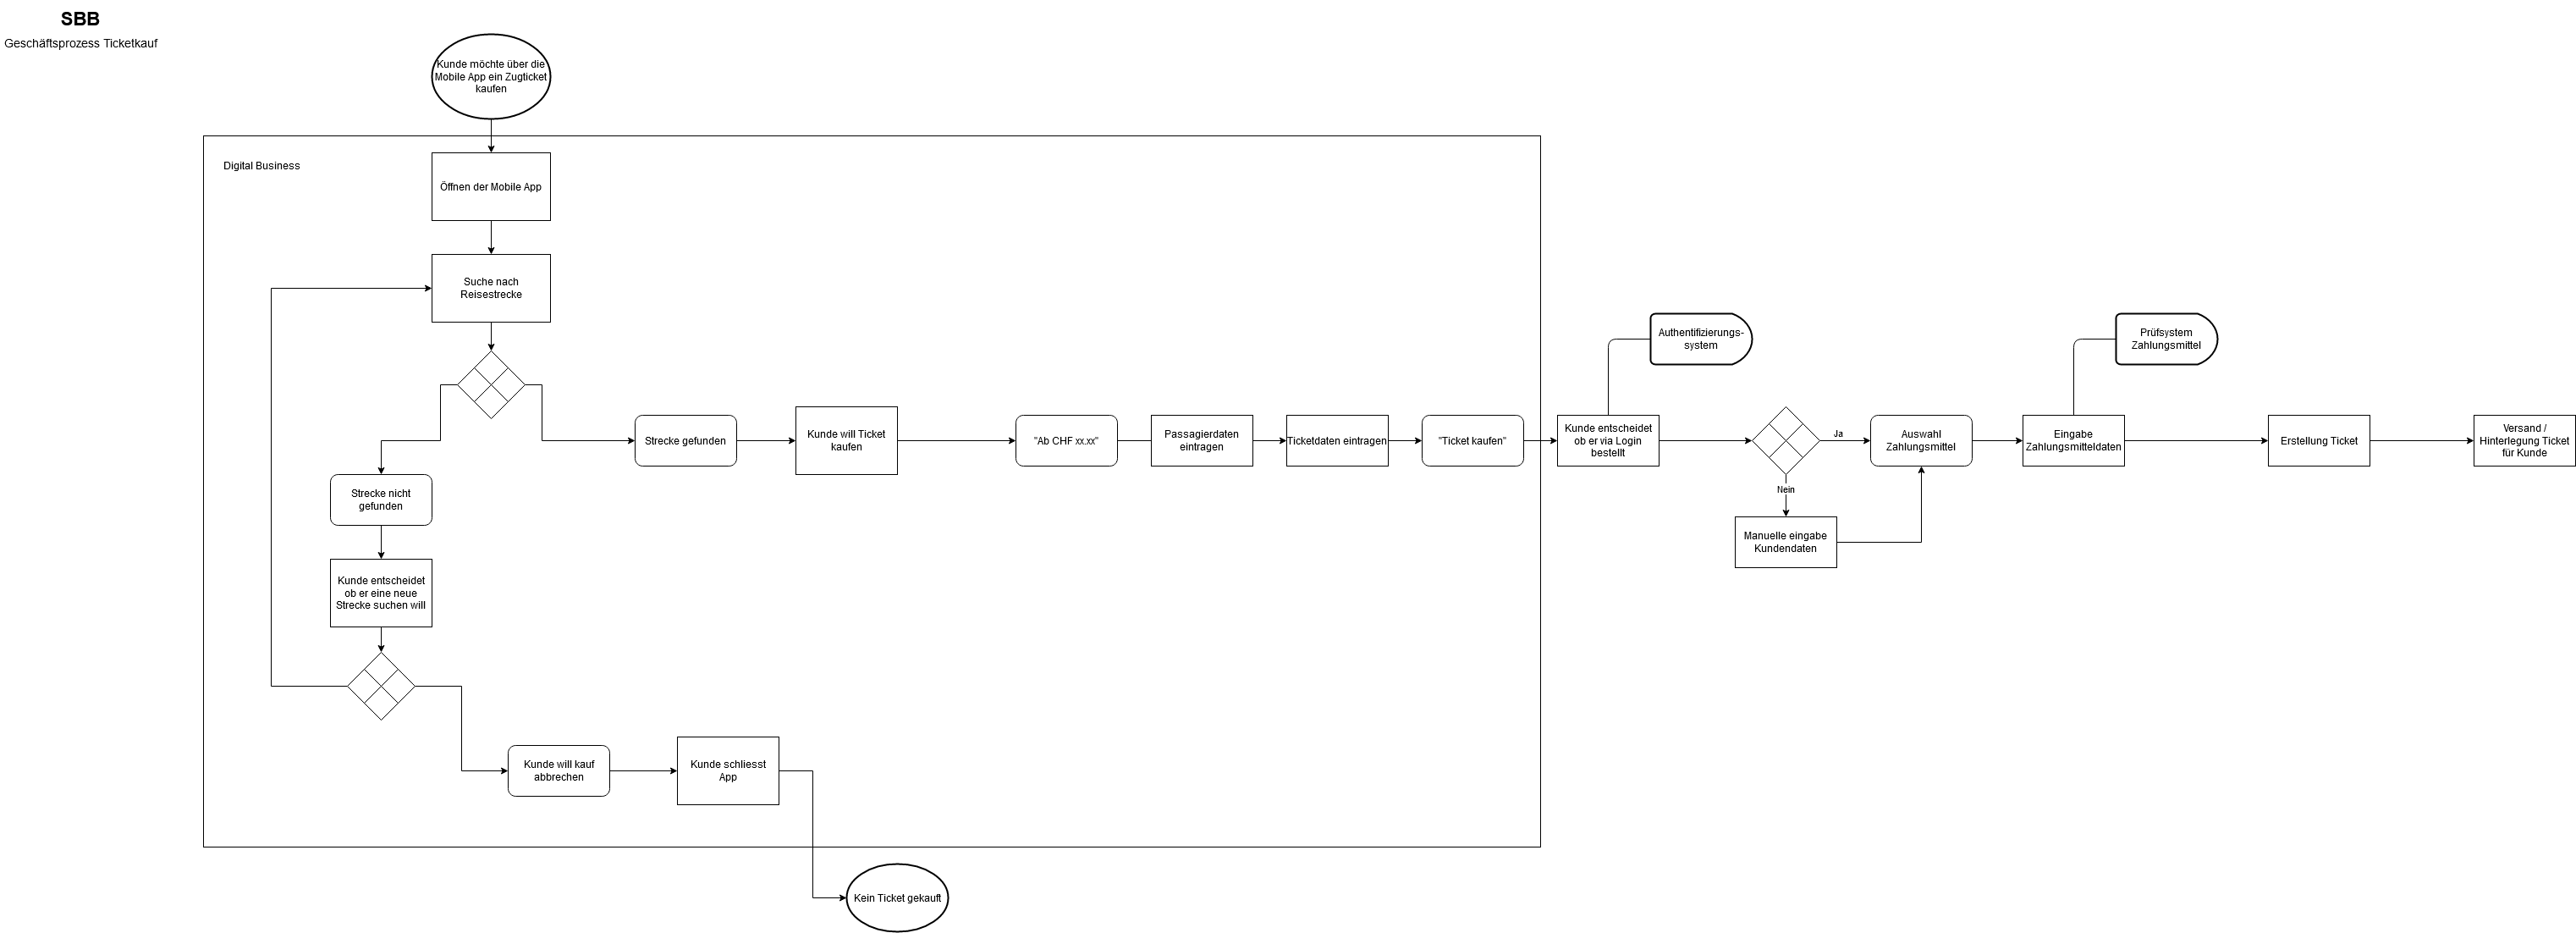 SBB
Geschäftsprozess Ticketkauf
Kunde möchte über die
Mobile App ein Zugticket
kaufen
Digital Business
Öffnen der Mobile App
Suche nach
Reisestrecke
Strecke gefunden
Kunde will Ticket
kaufen
"Ab CHF xx.xx"
Passagierdaten
eintragen
Ticketdaten eintragen
"Ticket kaufen"
Kunde entscheidet
ob er via Login
bestellt
Authentifizierungs-
system
Ja
Nein
Manuelle eingabe
Kundendaten
Auswahl
Zahlungsmittel
Eingabe
Zahlungsmitteldaten
Prüfsystem
Zahlungsmittel
Erstellung Ticket
Versand /
Hinterlegung Ticket
für Kunde
Strecke nicht
gefunden
Kunde entscheidet
ob er eine neue
Strecke suchen will
Kunde will kauf
abbrechen
Kunde schliesst
App
Kein Ticket gekauft